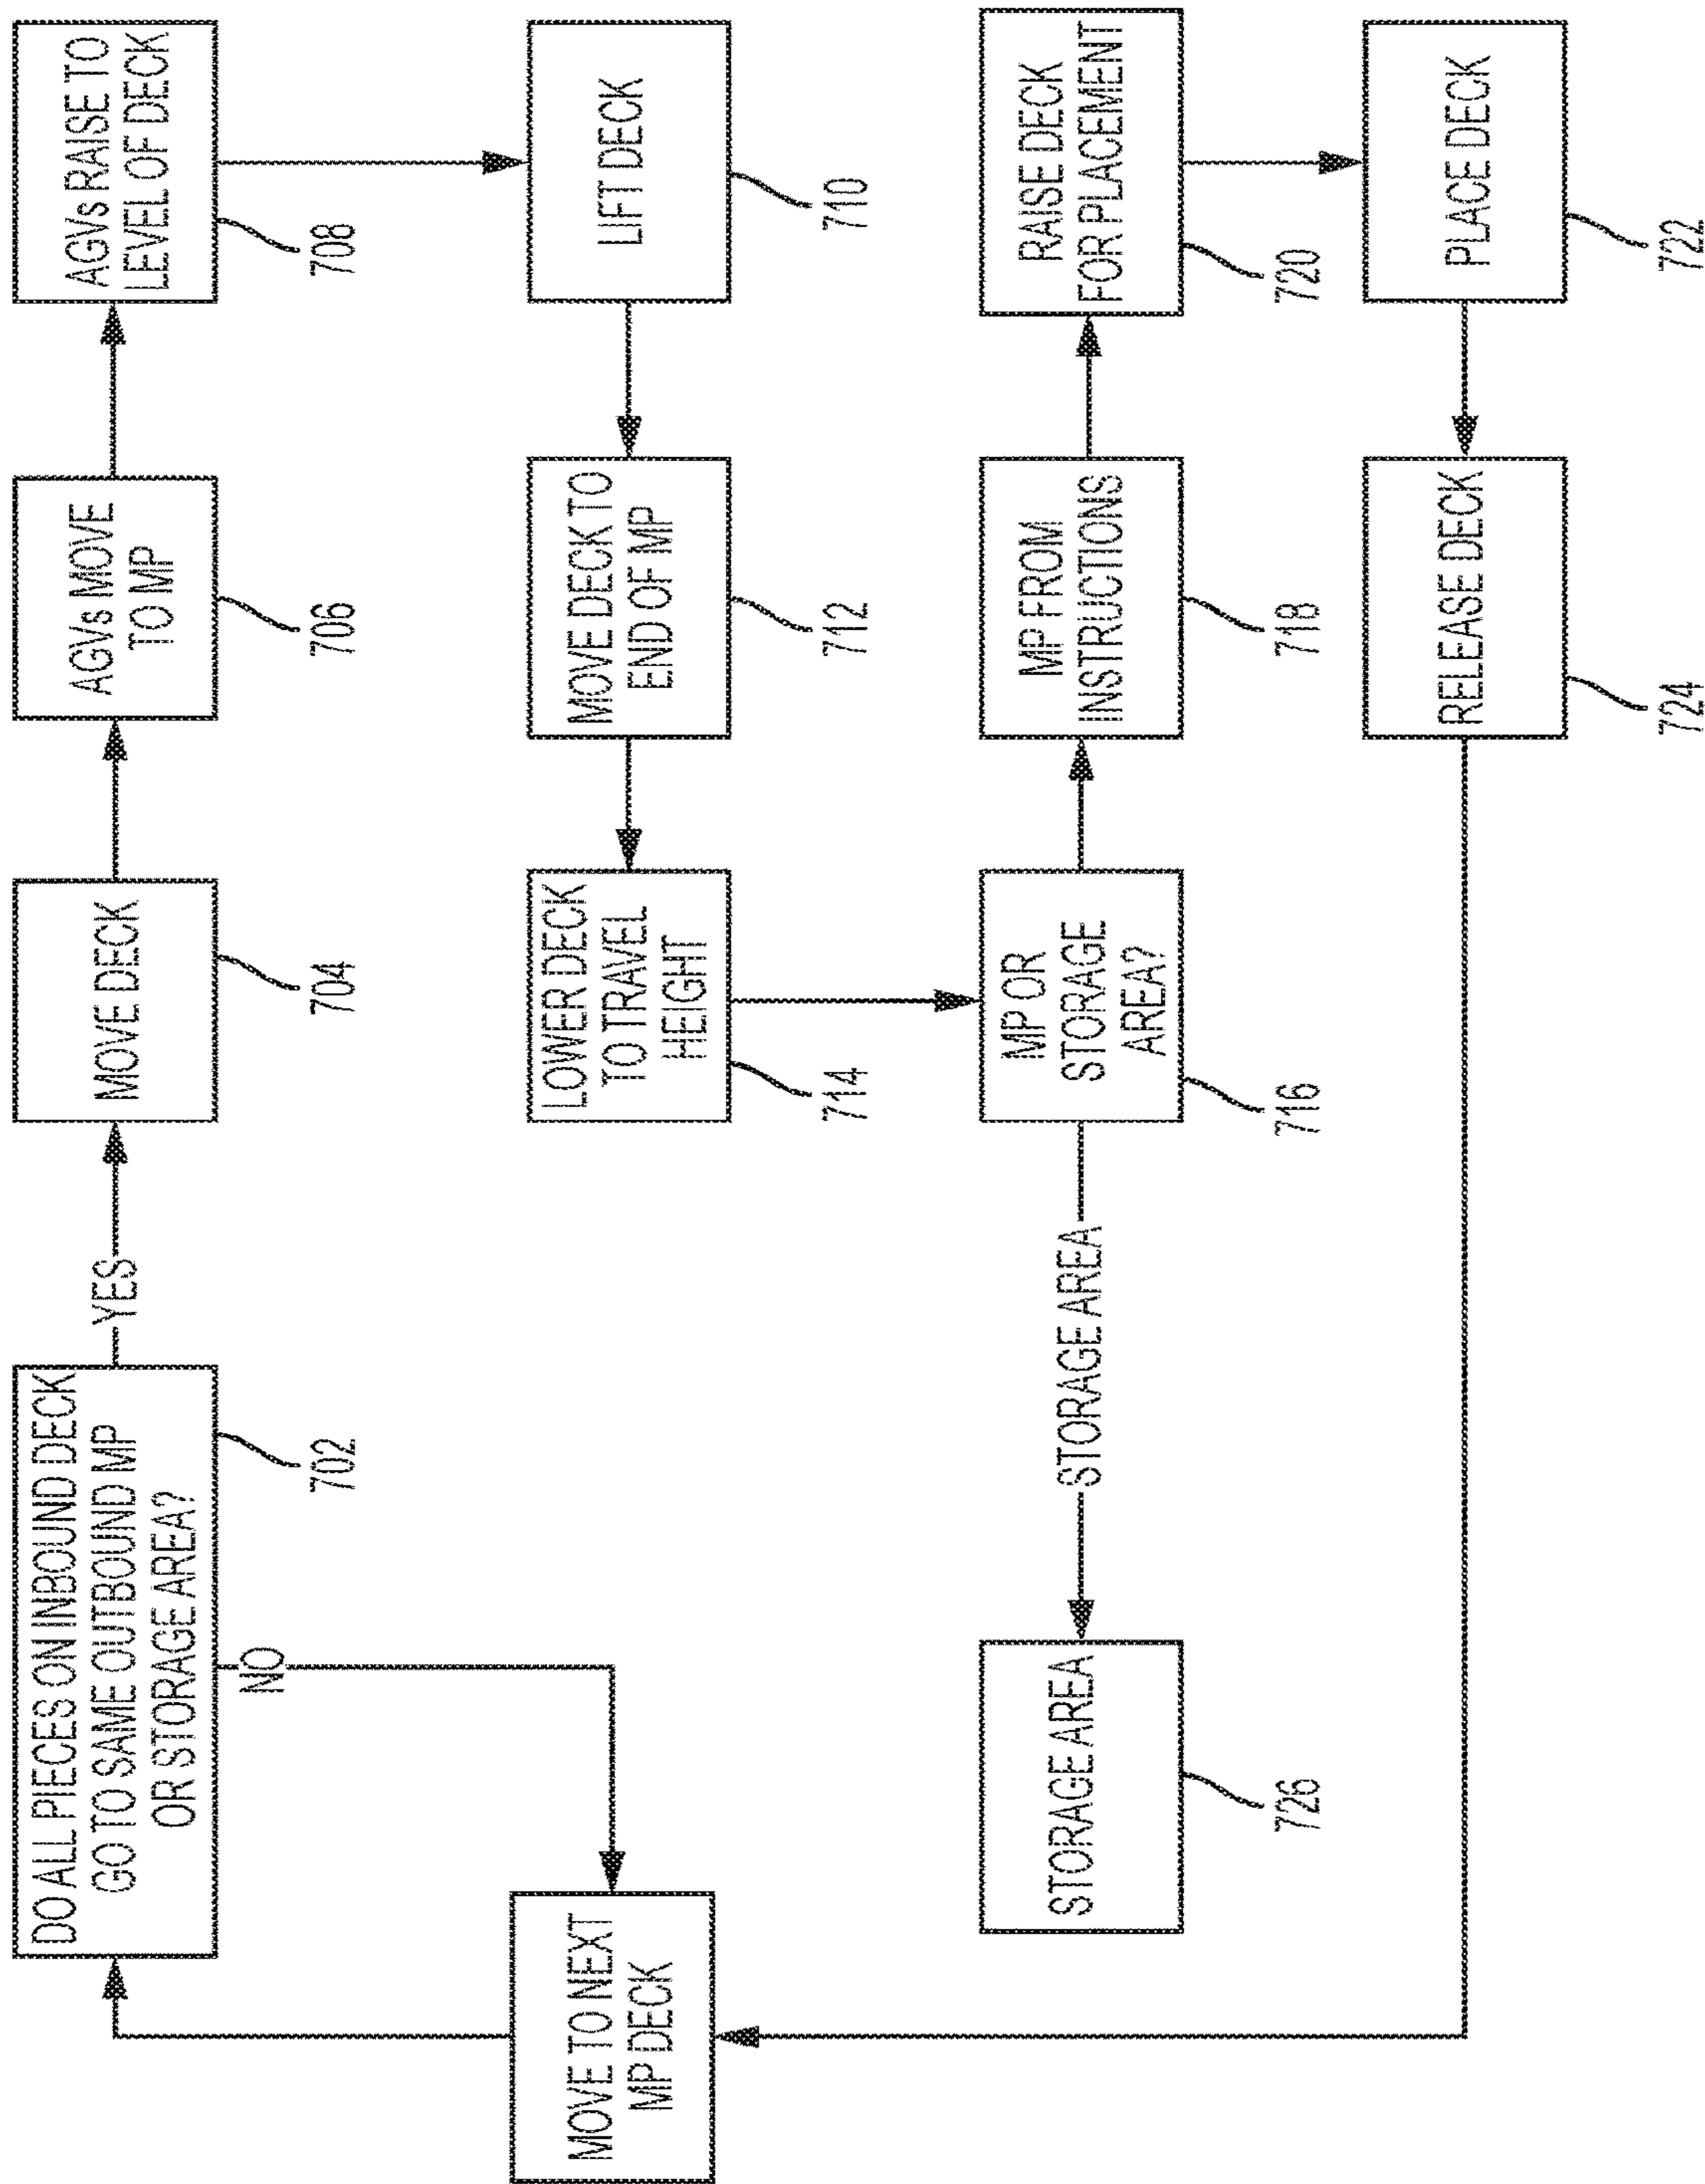 DO ALL PIECES ON INBOUND DECK
GO TO SAME OUTBOUND MP
OR STORAGE AREA?
702
YES
NO
MOVE DECK
704
AGVs MOVE
TO MP
706
AGVs RAISE TO
LEVEL OF DECK
708
MOVE TO NEXT
MP DECK
LOWER DECK
TO TRAVEL
HEIGHT
714
MOVE DECK TO
END OF MP
712
LIFT DECK
710
STORAGE AREA
726
STORAGE AREA
MP OR
STORAGE
AREA?
716
MP FROM
INSTRUCTIONS
718
RAISE DECK
FOR PLACEMENT
720
RELEASE DECK
724
PLACE DECK
722